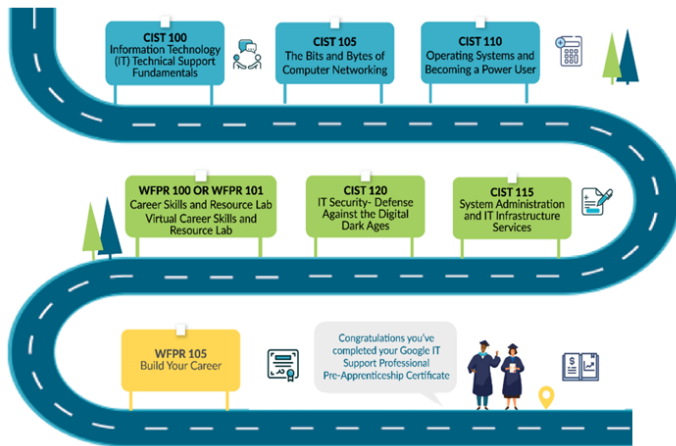 CIST 100
Information Technology
(IT) Technical Support
Fundamentals
CIST 105
The Bits and Bytes of
Computer Networking
CIST 110
Operating Systems and
Becoming a Power User
WFPR 100 OR WFPR 101
Career Skills and Resource Lab
Virtual Career Skills and
Resource Lab
CIST 120
IT Security- Defense
Against the Digital
Dark Ages
CIST 115
System Administration
and IT Infrastructure
Services
WFPR 105
Build Your Career
Congratulations you've
completed your Google IT
Support Professional
Pre-Apprenticeship Certificate